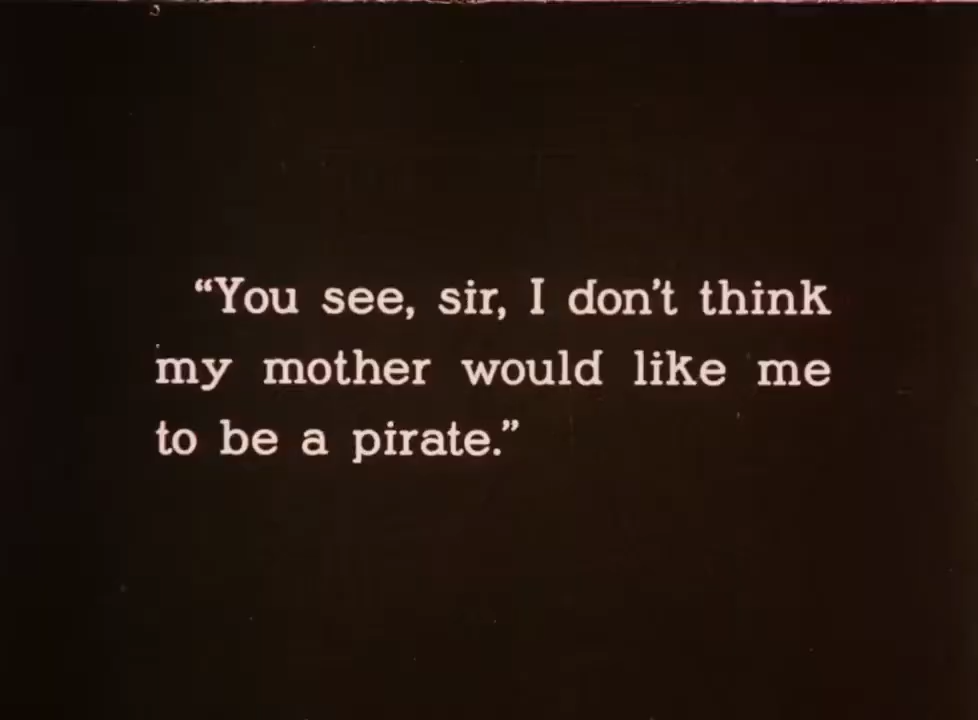 “You see, sir, I don't think
my mother would like me
to be a pirate.”